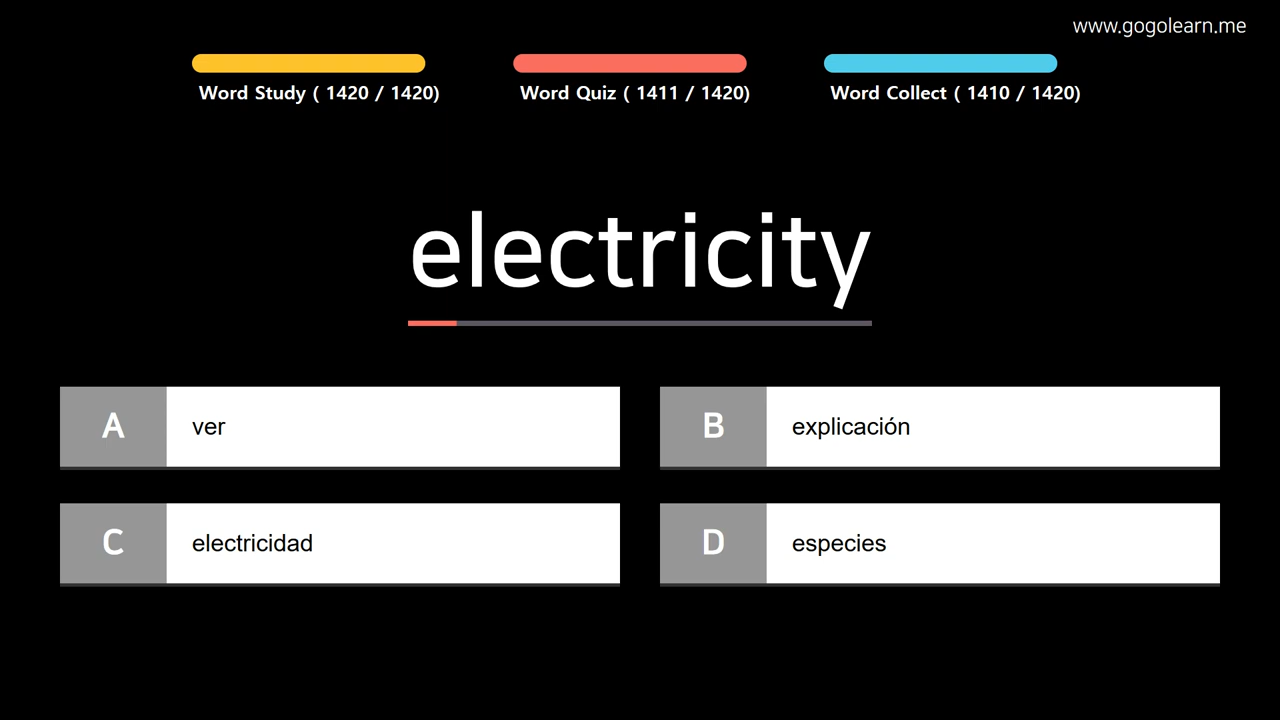 www.gogolearn.me
Word Study ( 1420 / 1420)
Word Quiz ( 1411 / 1420)
Word Collect ( 1410 / 1420)
electricity
A ver
B explicación
C electricidad
D especies